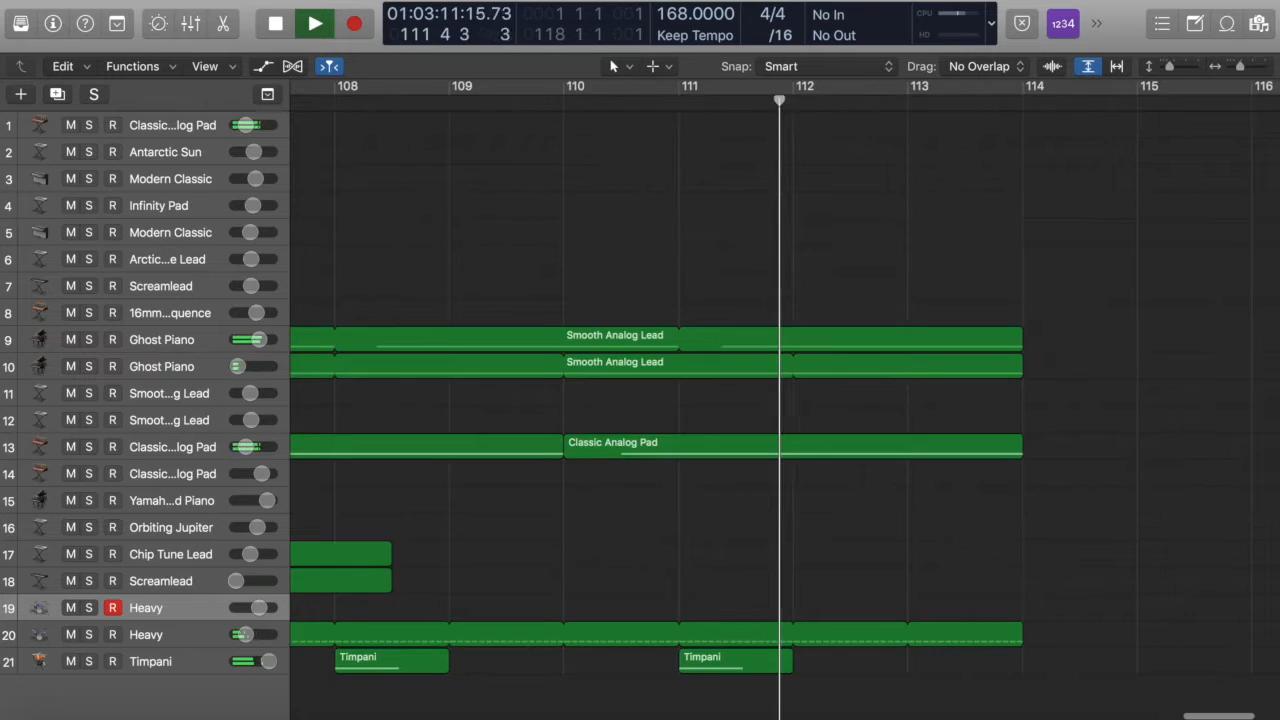 01:03:11:15.73
111 4 3 3
0001 1 1 001
0118 1 1 001
168.0000
Keep Tempo
4/4
/16
No In
No Out
CPU
HD
1234
Edit
Functions
View
Snap: Smart
Drag: No Overlap
S
108 109 110 111 112 113 114 115 116
1 M S R Classic...log Pad
2 M S R Antarctic Sun
3 M S R Modern Classic
4 M S R Infinity Pad
5 M S R Modern Classic
6 M S R Arctic...e Lead
7 M S R Screamlead
8 M S R 16mm...quence
9 M S R Ghost Piano Smooth Analog Lead
10 M S R Ghost Piano Smooth Analog Lead
11 M S R Smoot...g Lead
12 M S R Smoot...g Lead
13 M S R Classic...log Pad Classic Analog Pad
14 M S R Classic...log Pad
15 M S R Yamah...d Piano
16 M S R Orbiting Jupiter
17 M S R Chip Tune Lead
18 M S R Screamlead
19 M S R Heavy
20 M S R Heavy
21 M S R Timpani Timpani Timpani